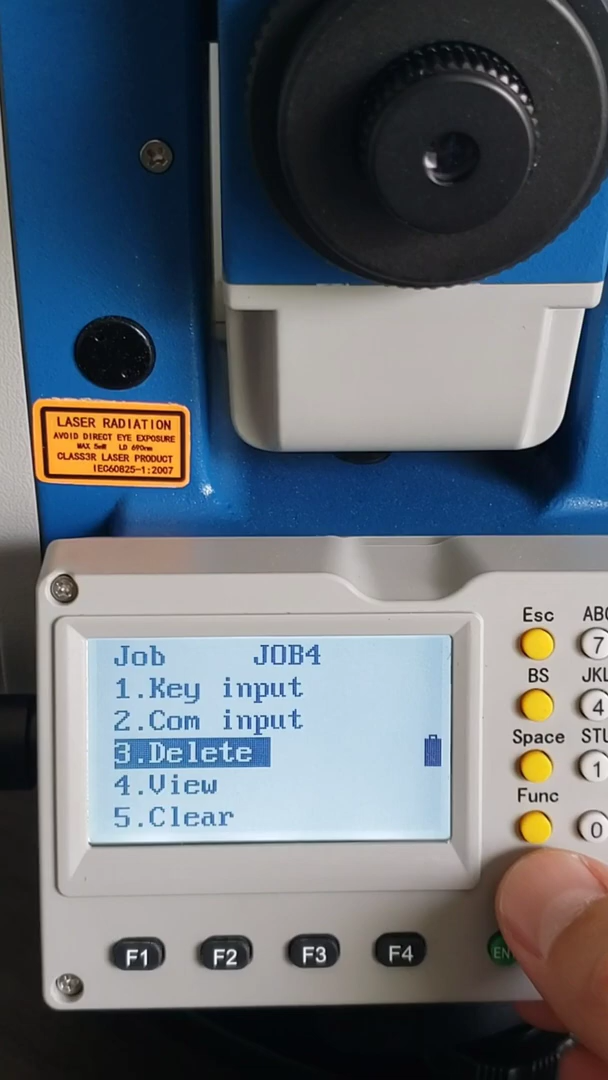 LASER RADIATION
AVOID DIRECT EYE EXPOSURE
MAX 5mW LD 690nm
CLASS3R LASER PRODUCT
IEC60825-1:2007
Job JOB4
1.Key input
2.Com input
3.Delete
4.View
5.Clear
Esc ABC
7
BS JKL
4
Space STU
1
Func
0
F1 F2 F3 F4